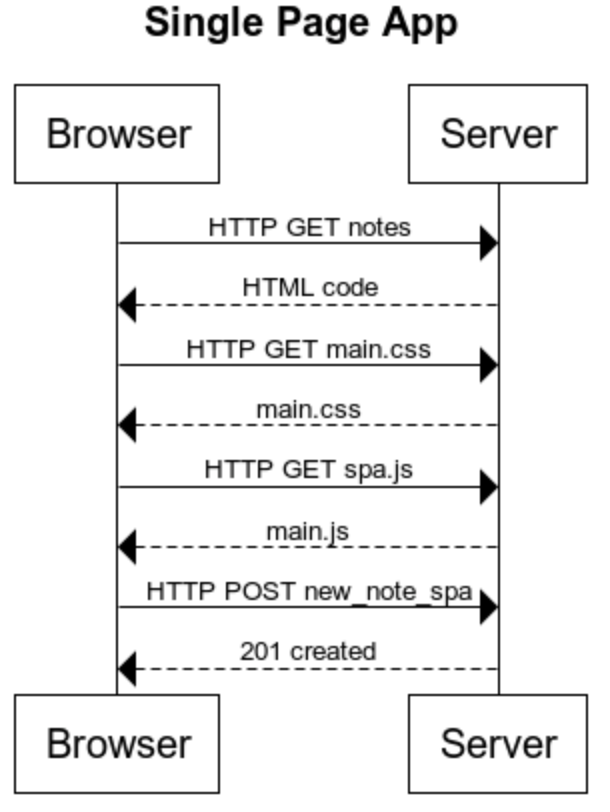 Single Page App
Browser Server
HTTP GET notes
HTML code
HTTP GET main.css
main.css
HTTP GET spa.js
main.js
HTTP POST new_note_spa
201 created
Browser Server